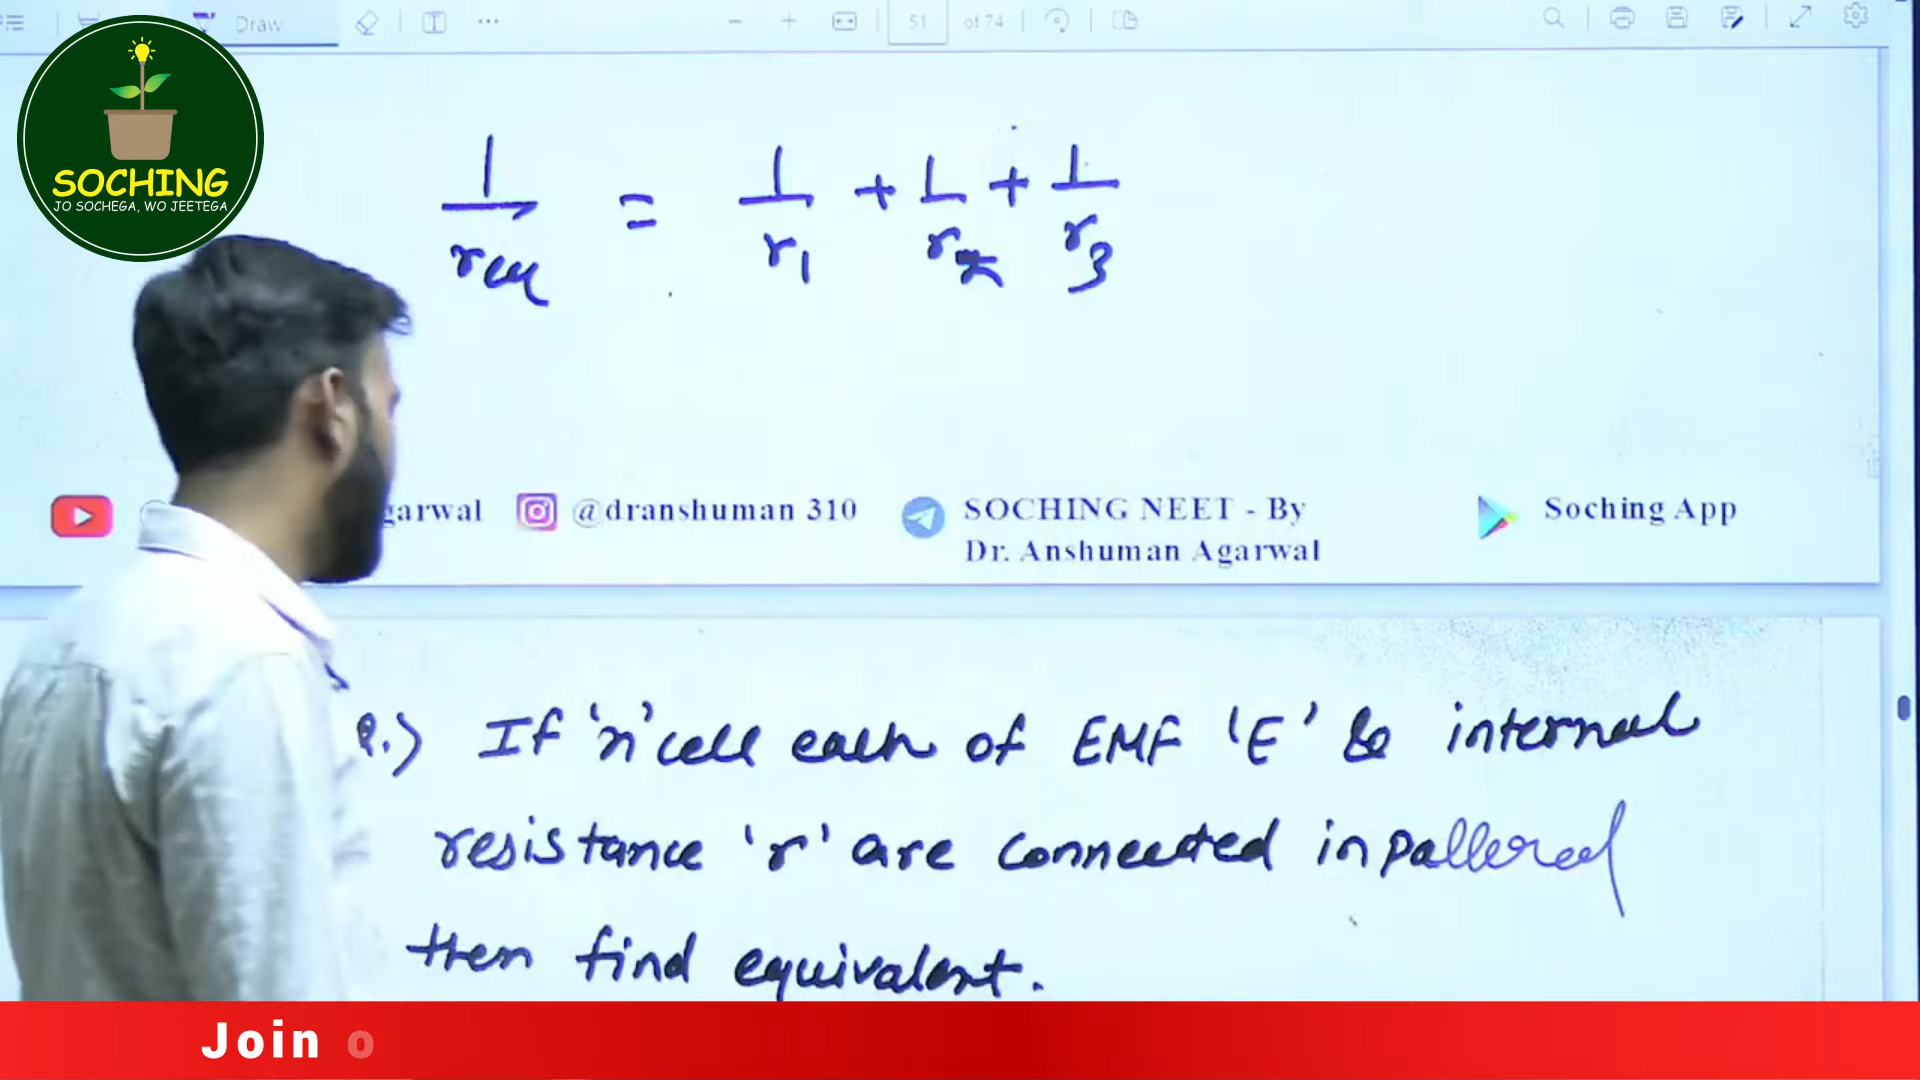 Draw
51 of 74
SOCHING
JO SOCHEGA, WO JEETEGA
1/req = 1/r1 + 1/r2 + 1/r3
garwal
@dranshuman 310
SOCHING NEET - By
Dr. Anshuman Agarwal
Soching App
Q.) If 'n' cell each of EMF 'E' & internal
resistance 'r' are connected in pallered
then find equivalent.
Join o